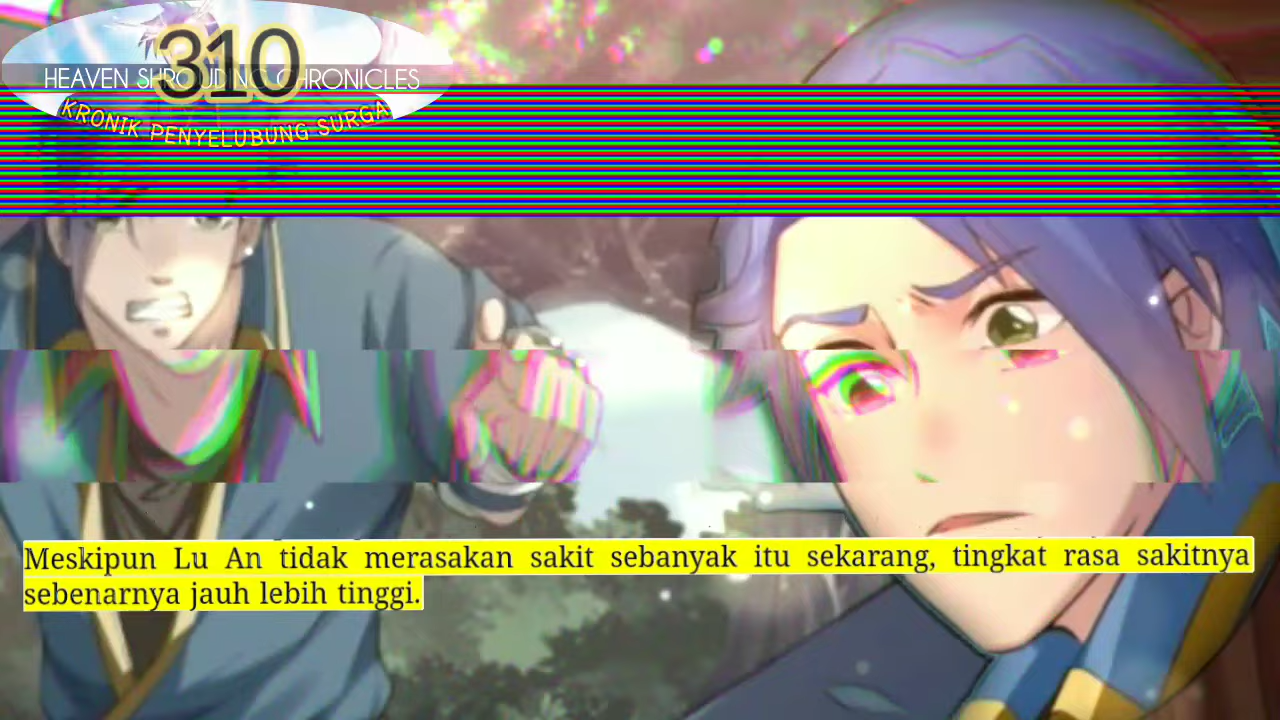 310
HEAVEN SHROUDING CHRONICLES
KRONIK PENYELUBUNG SURGA
Meskipun Lu An tidak merasakan sakit sebanyak itu sekarang, tingkat rasa sakitnya
sebenarnya jauh lebih tinggi.